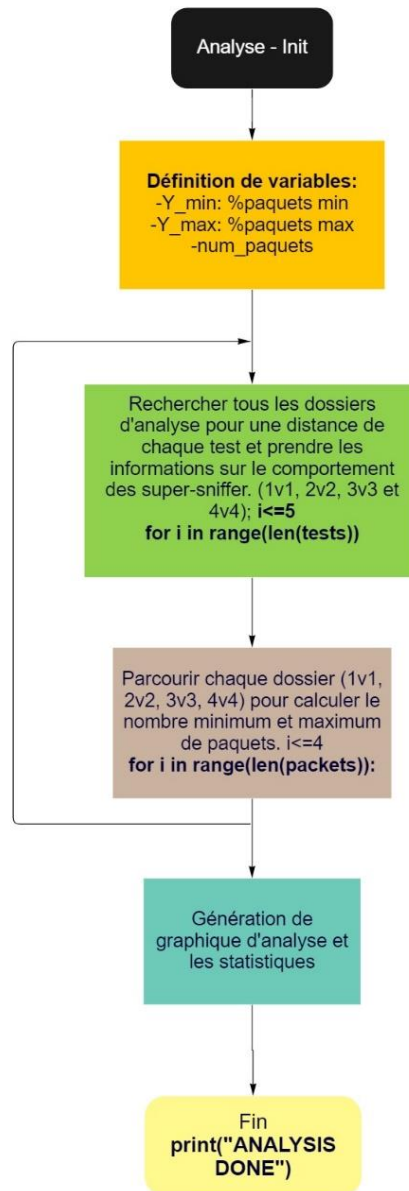 Analyse - Init
Définition de variables:
-Y_min: %paquets min
-Y_max: %paquets max
-num_paquets
Rechercher tous les dossiers
d'analyse pour une distance de
chaque test et prendre les
informations sur le comportement
des super-sniffer. (1v1, 2v2, 3v3 et
4v4); i<=5
for i in range(len(tests))
Parcourir chaque dossier (1v1,
2v2, 3v3, 4v4) pour calculer le
nombre minimum et maximum
de paquets. i<=4
for i in range(len(packets)):
Génération de
graphique d'analyse et
les statistiques
Fin
print("ANALYSIS
DONE")